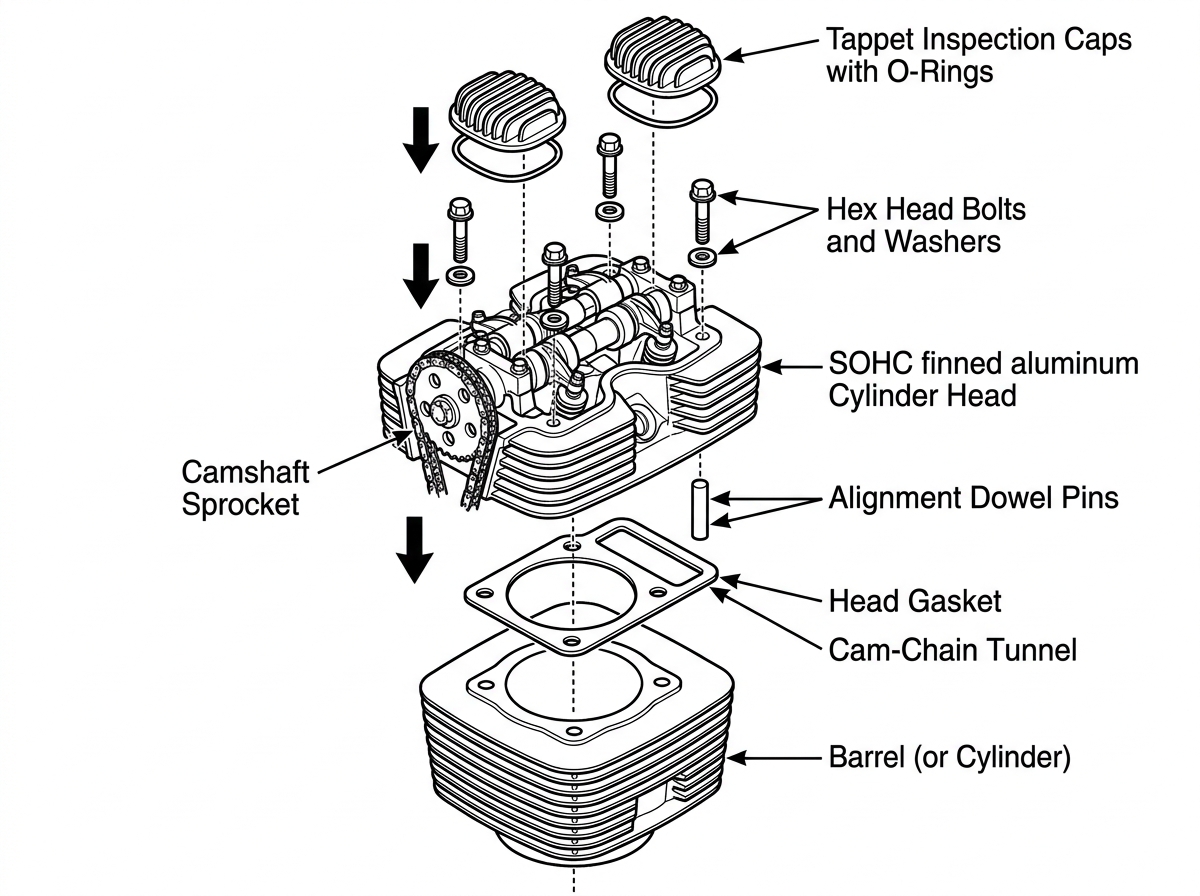 Tappet Inspection Caps
with O-Rings
Hex Head Bolts
and Washers
SOHC finned aluminum
Cylinder Head
Camshaft
Sprocket
Alignment Dowel Pins
Head Gasket
Cam-Chain Tunnel
Barrel (or Cylinder)